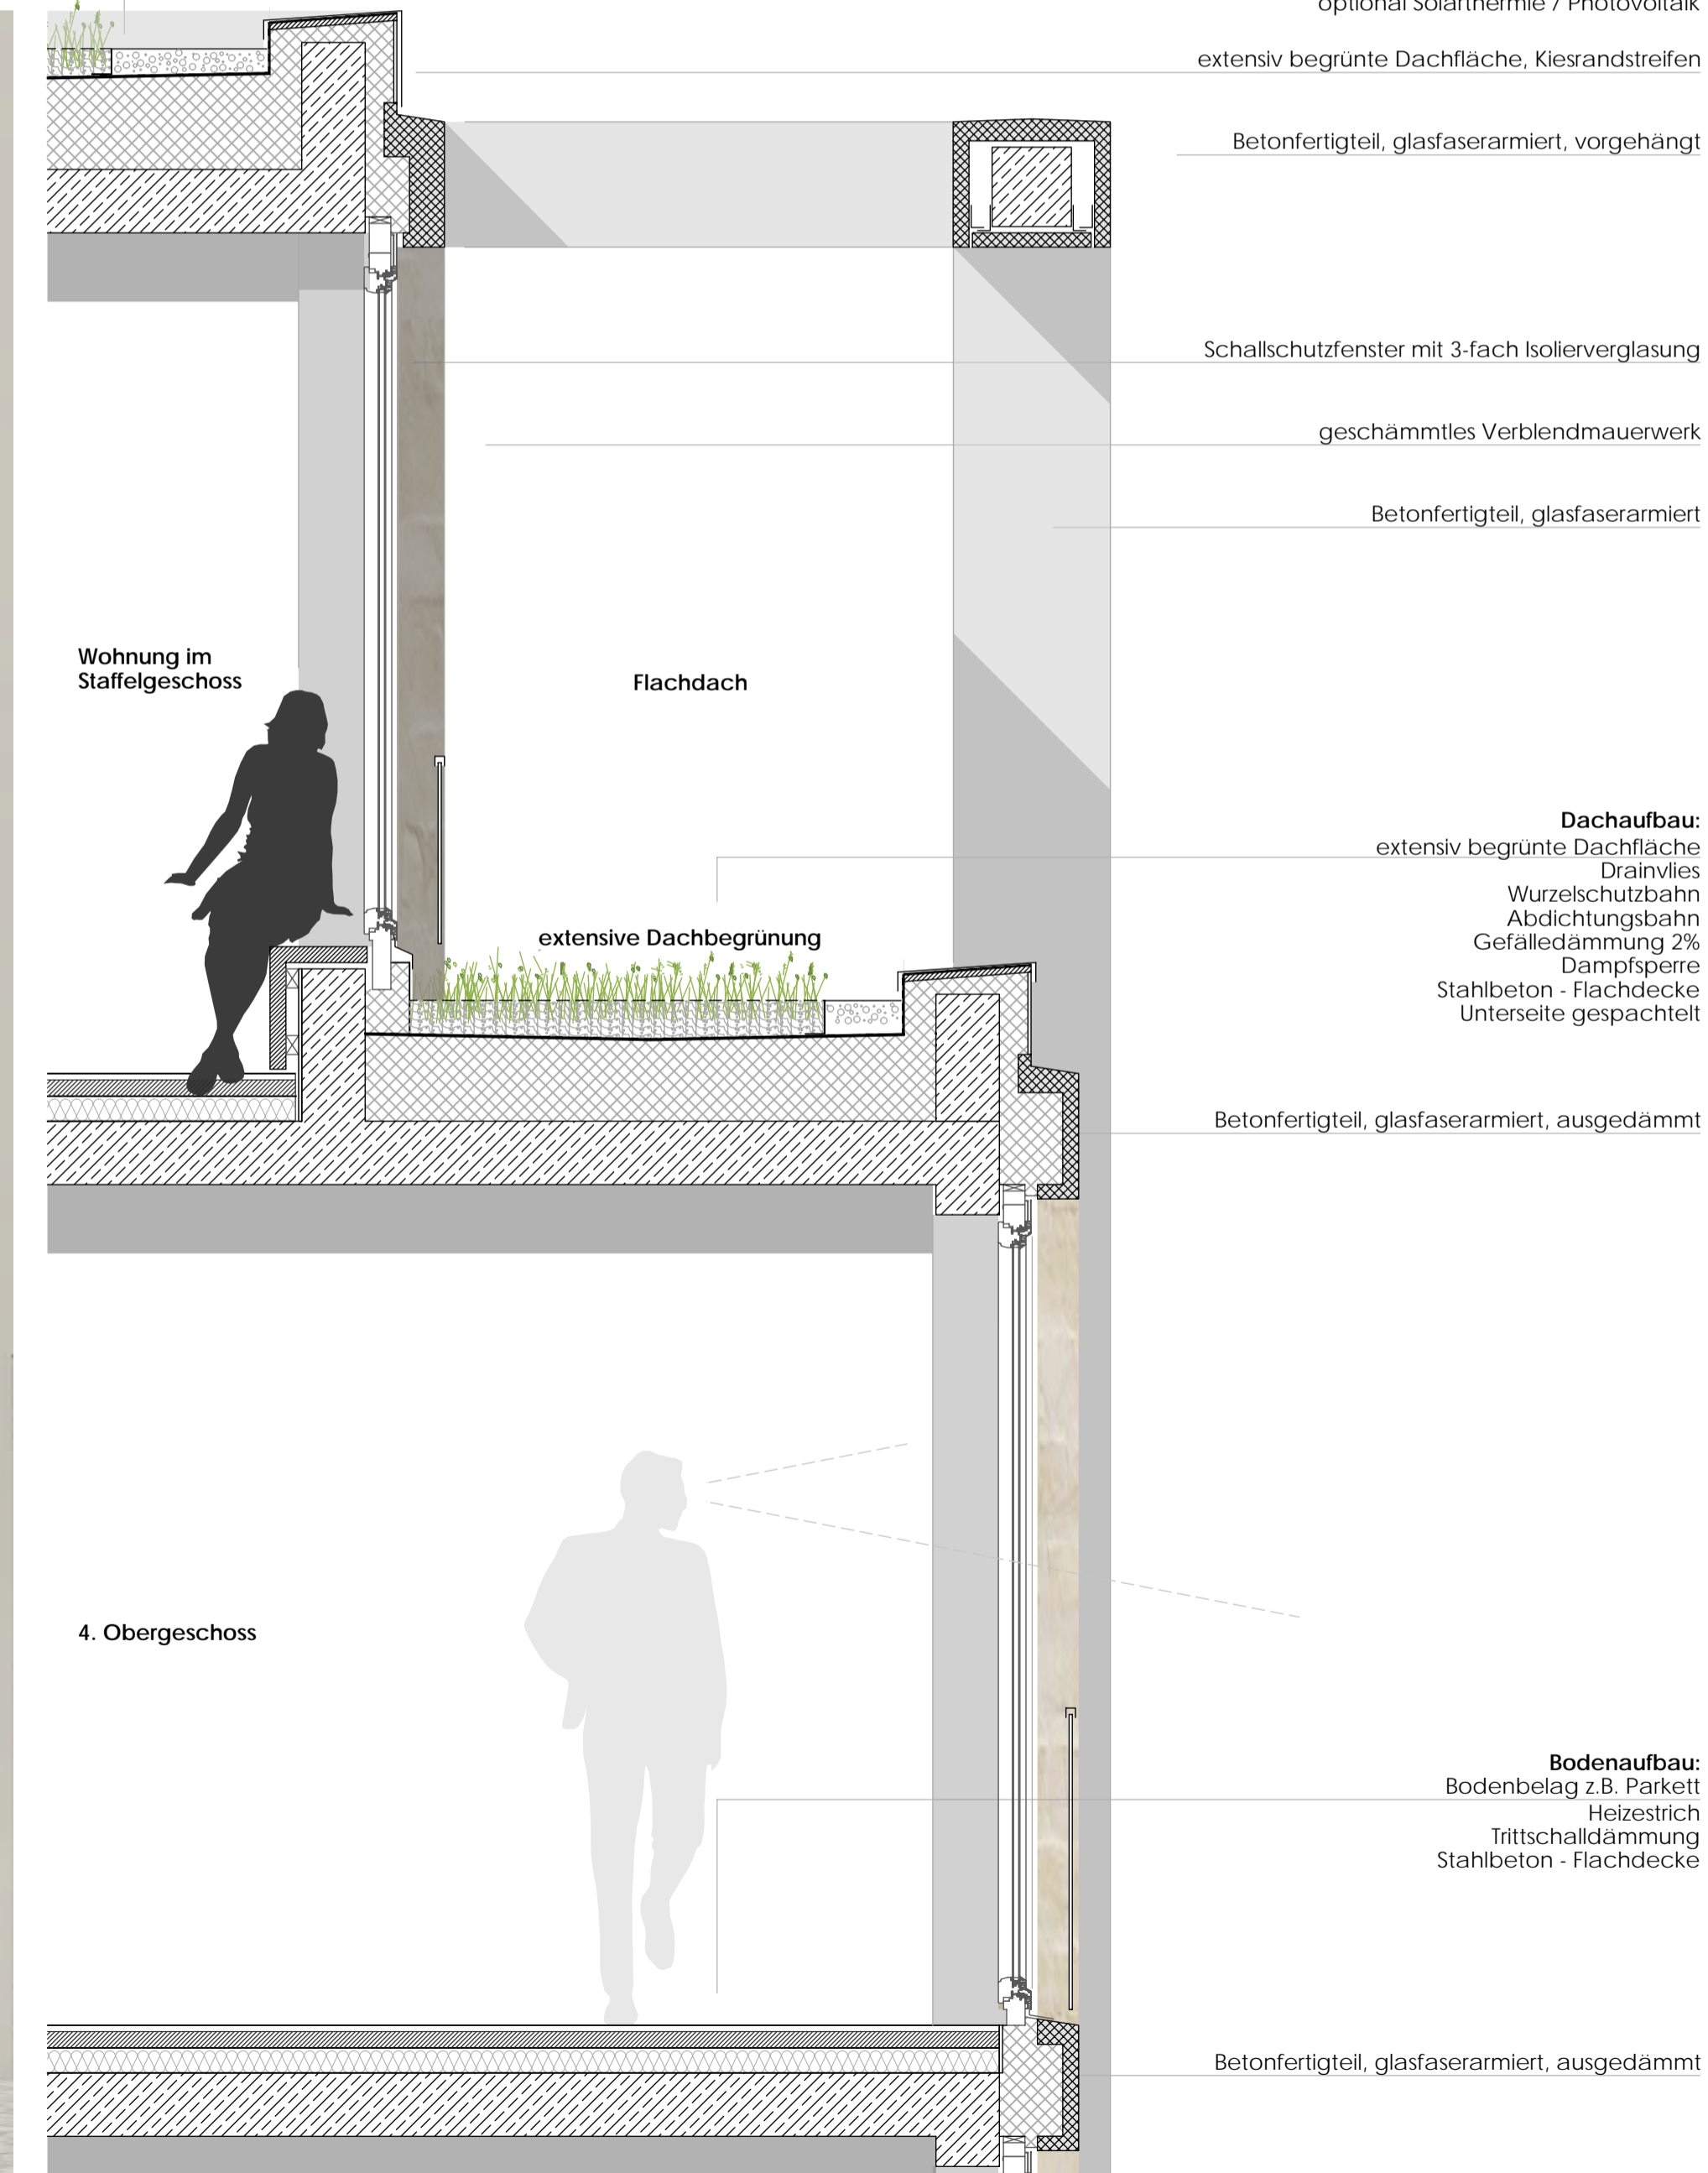 optional Solarthermie / Photovoltaik
extensiv begrünte Dachfläche, Kiesrandstreifen
Betonfertigteil, glasfaserarmiert, vorgehängt
Schallschutzfenster mit 3-fach Isolierverglasung
geschämmtles Verblendmauerwerk
Betonfertigteil, glasfaserarmiert
Wohnung im
Staffelgeschoss
Flachdach
Dachaufbau:
extensiv begrünte Dachfläche
Drainvlies
Wurzelschutzbahn
Abdichtungsbahn
Gefälledämmung 2%
Dampfsperre
Stahlbeton - Flachdecke
Unterseite gespachtelt
extensive Dachbegrünung
Betonfertigteil, glasfaserarmiert, ausgedämmt
4. Obergeschoss
Bodenaufbau:
Bodenbelag z.B. Parkett
Heizestrich
Trittschalldämmung
Stahlbeton - Flachdecke
Betonfertigteil, glasfaserarmiert, ausgedämmt